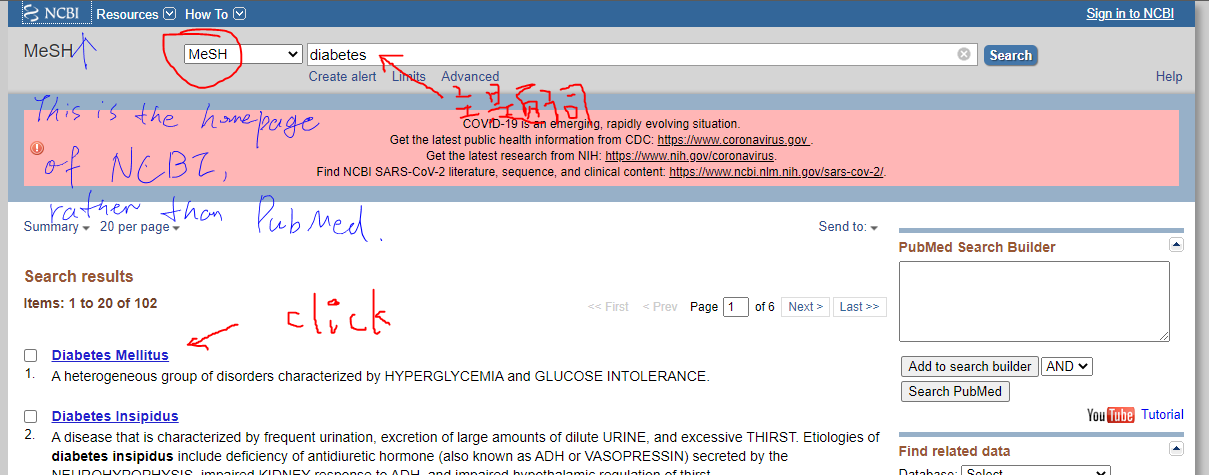 NCBI Resources How To Sign in to NCBI
MeSH MeSH diabetes Search
Create alert Limits Advanced Help
This is the homepage
of NCBI,
rather than PubMed.
COVID-19 is an emerging, rapidly evolving situation.
Get the latest public health information from CDC: https://www.coronavirus.gov .
Get the latest research from NIH: https://www.nih.gov/coronavirus.
Find NCBI SARS-CoV-2 literature, sequence, and clinical content: https://www.ncbi.nlm.nih.gov/sars-cov-2/.
Summary 20 per page Send to:
PubMed Search Builder
Search results
Items: 1 to 20 of 102
<< First < Prev Page 1 of 6 Next > Last >>
click
Diabetes Mellitus
1. A heterogeneous group of disorders characterized by HYPERGLYCEMIA and GLUCOSE INTOLERANCE.
Add to search builder AND
Search PubMed
YouTube Tutorial
Diabetes Insipidus
2. A disease that is characterized by frequent urination, excretion of large amounts of dilute URINE, and excessive THIRST. Etiologies of
diabetes insipidus include deficiency of antidiuretic hormone (also known as ADH or VASOPRESSIN) secreted by the
NEUROHYPOPHYSIS, impaired KIDNEY response to ADH, and impaired hypothalamic regulation of thirst.
Find related data
Database: Select